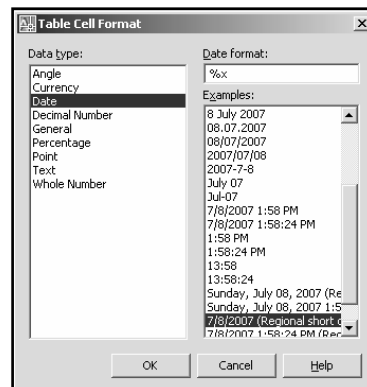 Table Cell Format
Data type:
Angle
Currency
Date
Decimal Number
General
Percentage
Point
Text
Whole Number
Date format:
%x
Examples:
8 July 2007
08.07.2007
08/07/2007
2007/07/08
2007-7-8
July 07
Jul-07
7/8/2007 1:58 PM
7/8/2007 1:58:24 PM
1:58 PM
1:58:24 PM
13:58
13:58:24
Sunday, July 08, 2007 (Re
Sunday, July 08, 2007 1:5
7/8/2007 (Regional short d
7/8/2007 1:58:24 PM (Reg
OK
Cancel
Help